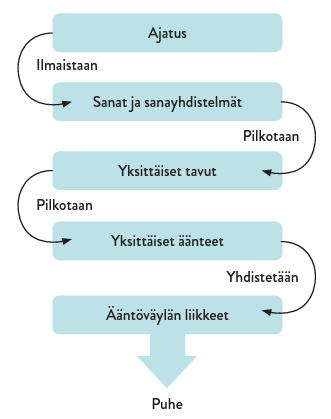 Ajatus
Ilmaistaan
Sanat ja sanayhdistelmät
Pilkotaan
Yksittäiset tavut
Pilkotaan
Yksittäiset äänteet
Yhdistetään
Ääntöväylän liikkeet
Puhe